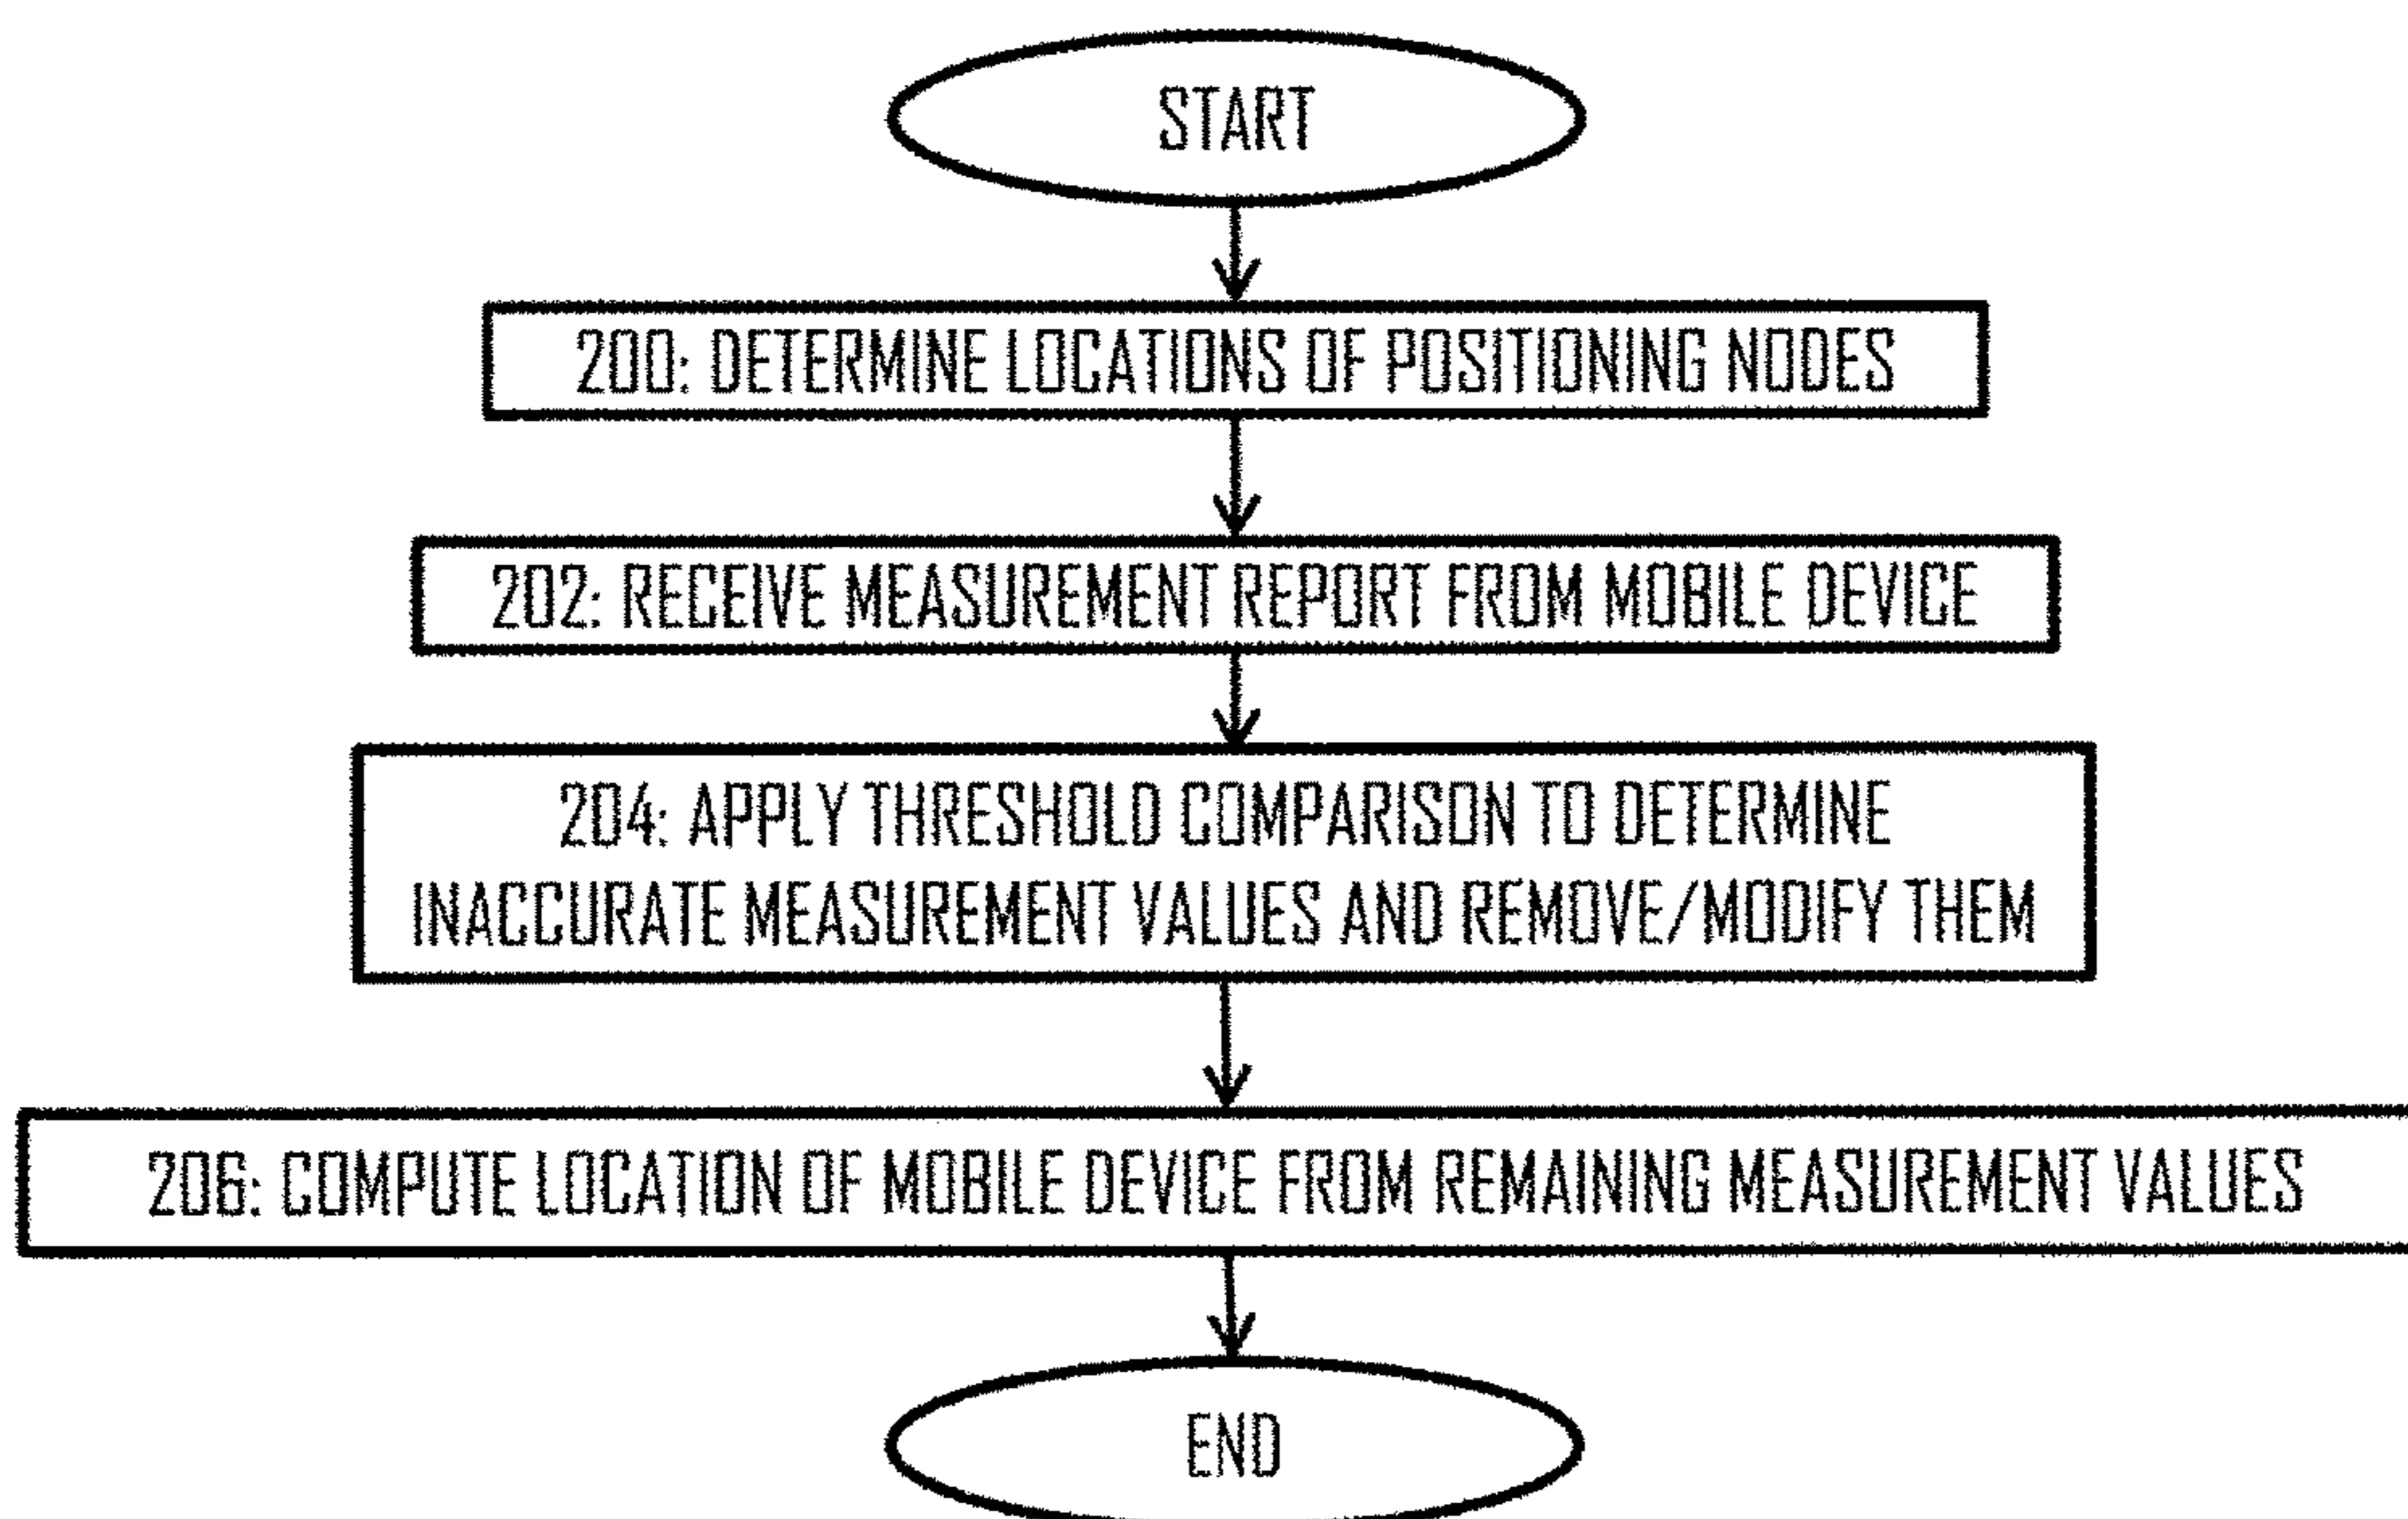 START
200: DETERMINE LOCATIONS OF POSITIONING NODES
202: RECEIVE MEASUREMENT REPORT FROM MOBILE DEVICE
204: APPLY THRESHOLD COMPARISON TO DETERMINE
INACCURATE MEASUREMENT VALUES AND REMOVE/MODIFY THEM
206: COMPUTE LOCATION OF MOBILE DEVICE FROM REMAINING MEASUREMENT VALUES
END